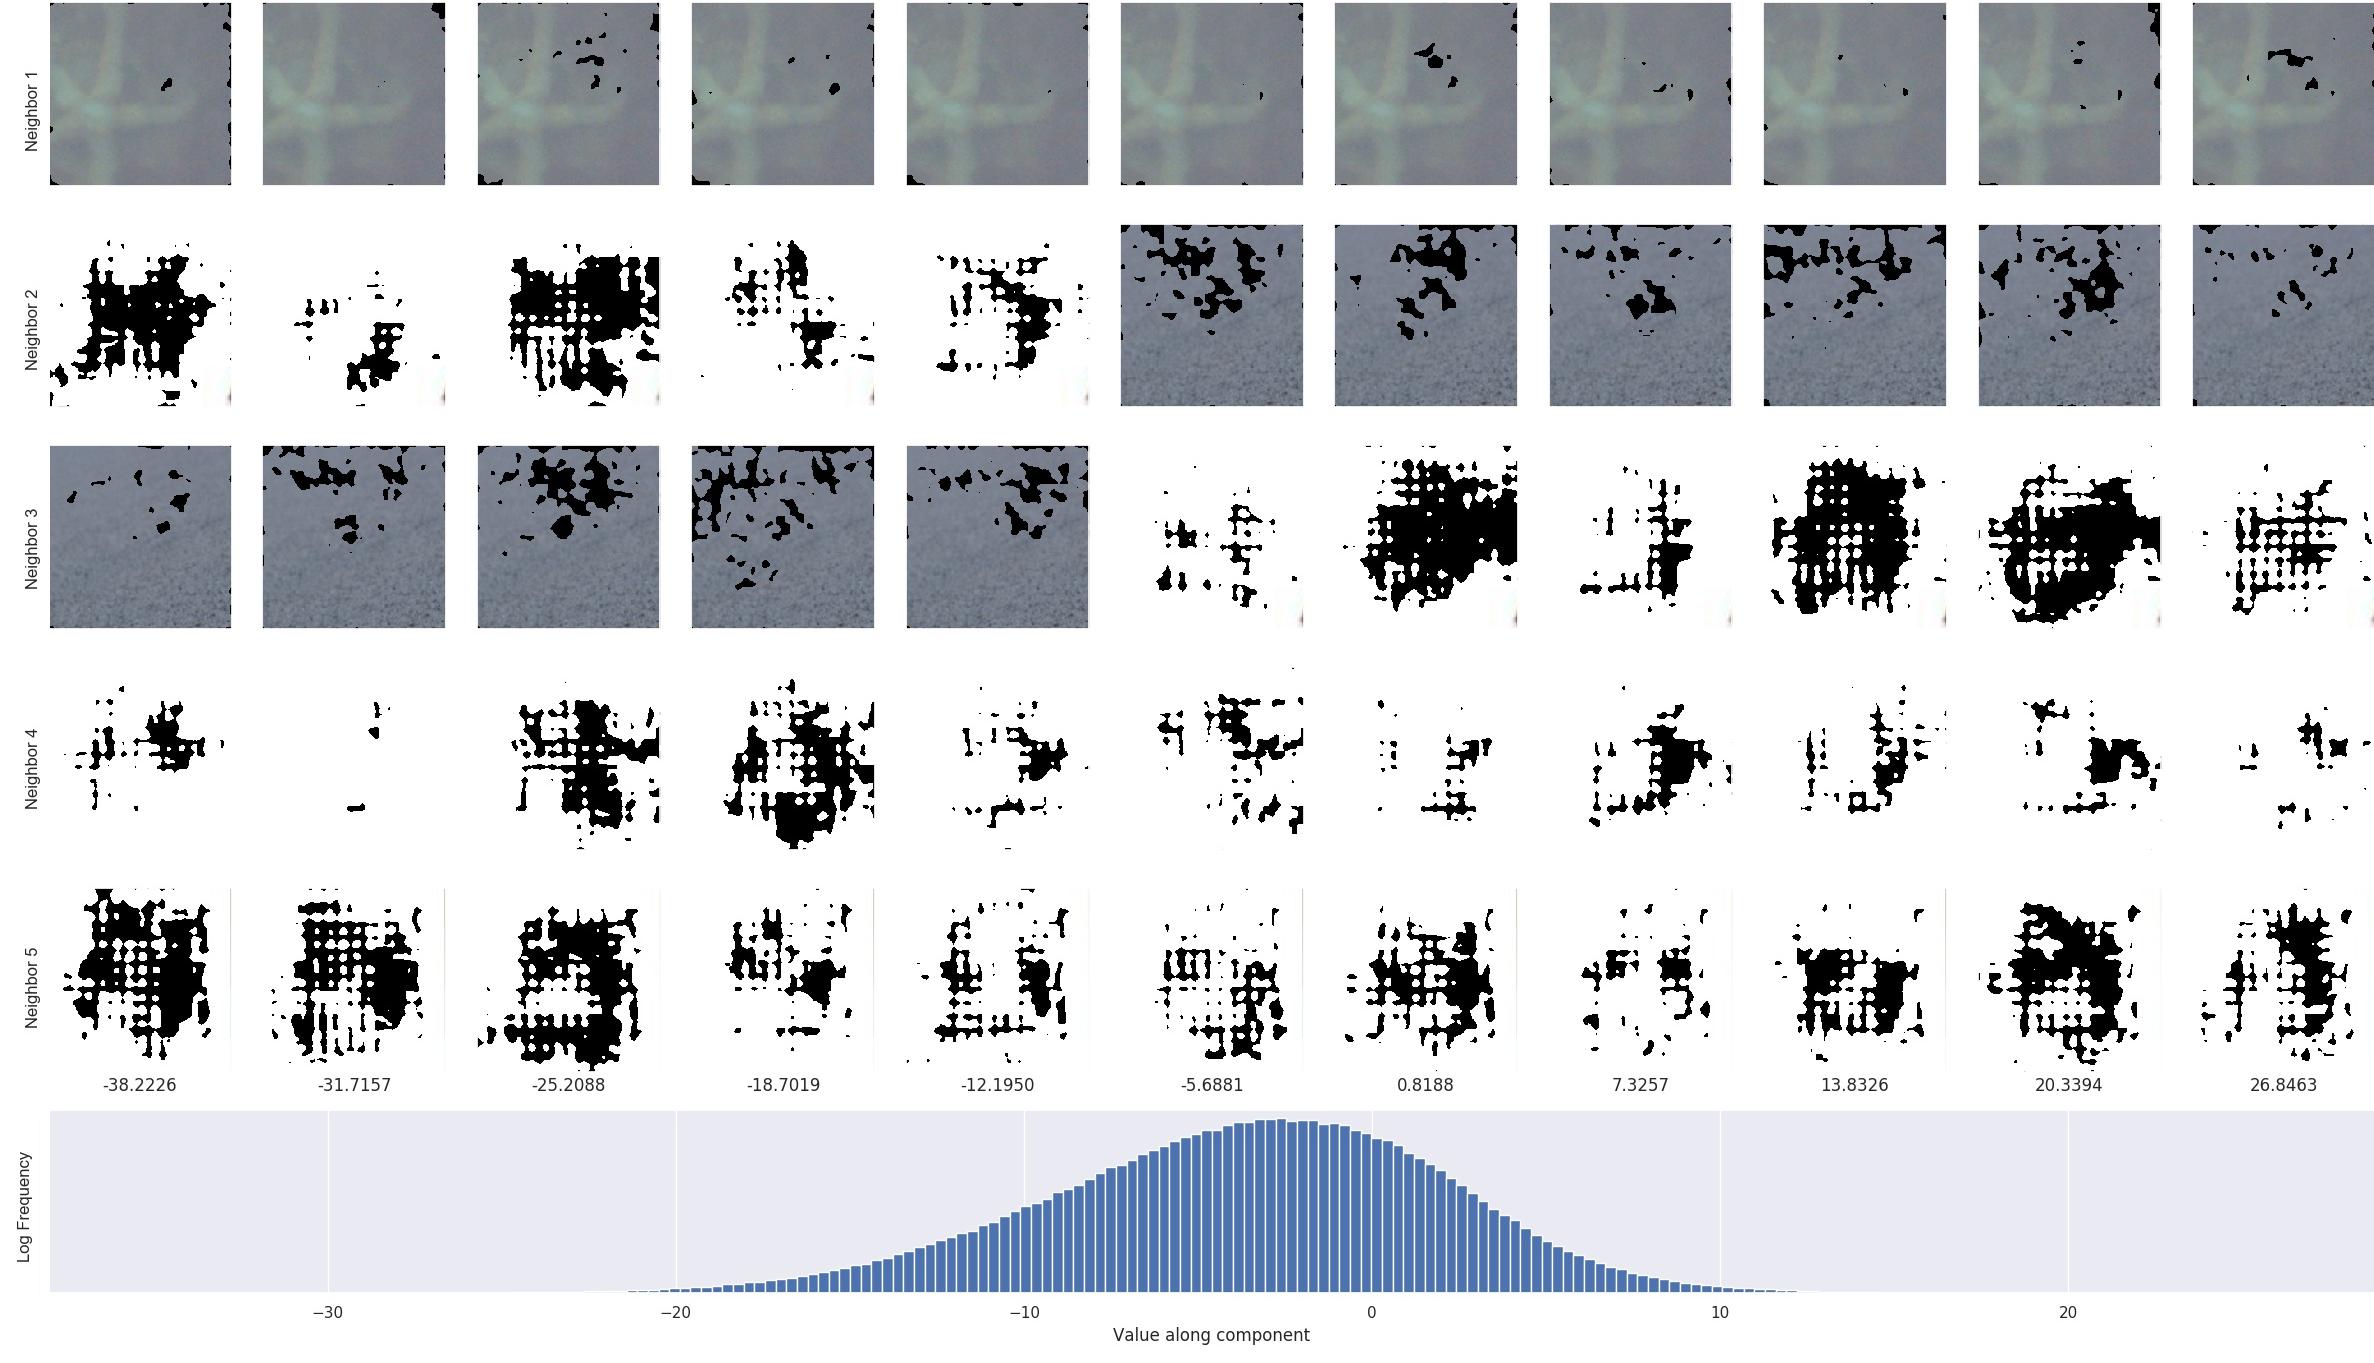 Neighbor 1
Neighbor 2
Neighbor 3
Neighbor 4
Neighbor 5
-38.2226 -31.7157 -25.2088 -18.7019 -12.1950 -5.6881 0.8188 7.3257 13.8326 20.3394 26.8463
Log Frequency
−30 −20 −10 0 10 20
Value along component